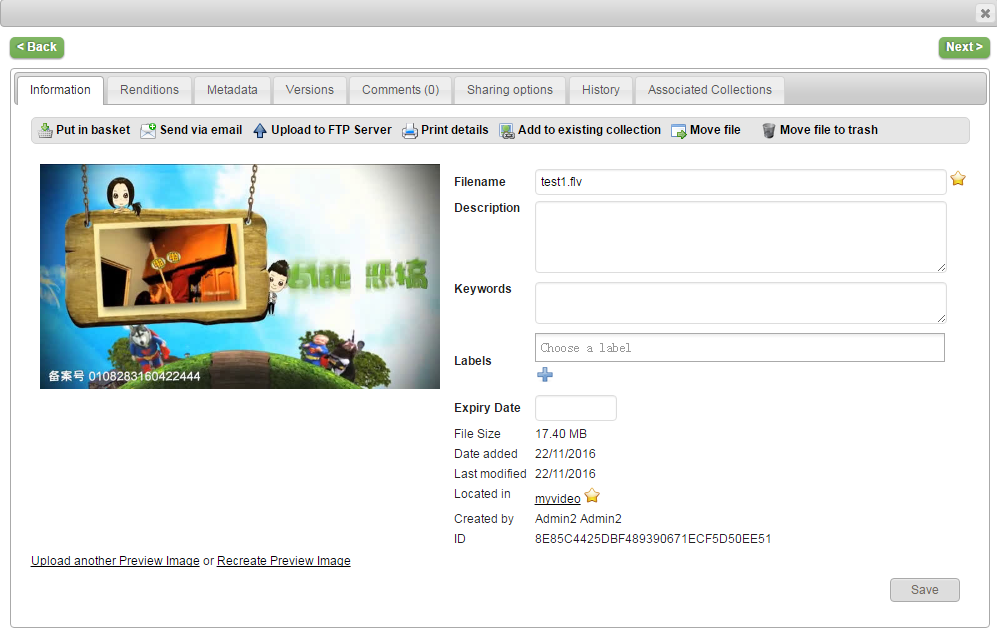 < Back
Next >
Information
Renditions
Metadata
Versions
Comments (0)
Sharing options
History
Associated Collections
Put in basket
Send via email
Upload to FTP Server
Print details
Add to existing collection
Move file
Move file to trash
Filename
test1.flv
Description
Keywords
Labels
Choose a label
Expiry Date
File Size
17.40 MB
Date added
22/11/2016
Last modified
22/11/2016
Located in
myvideo
Created by
Admin2 Admin2
ID
8E85C4425DBF489390671ECF5D50EE51
恶搞
备案号 0108283160422444
Upload another Preview Image or Recreate Preview Image
Save